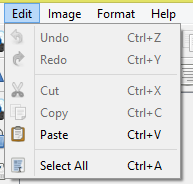 Edit Image Format Help
Undo Ctrl+Z
Redo Ctrl+Y
Cut Ctrl+X
Copy Ctrl+C
Paste Ctrl+V
Select All Ctrl+A